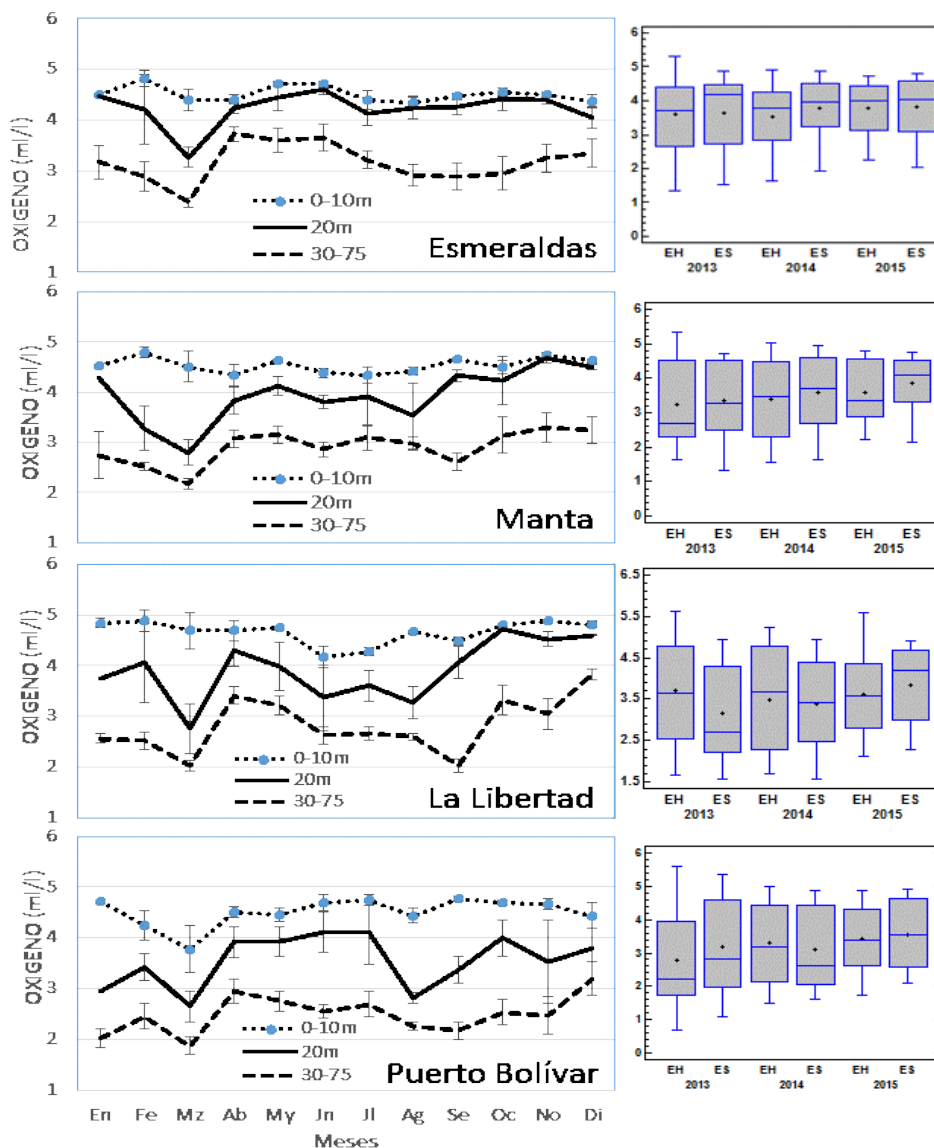 6
5
4
3
2
1
OXIGENO (ml/l)
0-10m
20m
30-75
Esmeraldas
6
5
4
3
2
1
0
EH ES EH ES EH ES
2013 2014 2015
6
5
4
3
2
1
OXIGENO (ml/l)
0-10m
20m
30-75
Manta
6
5
4
3
2
1
0
EH ES EH ES EH ES
2013 2014 2015
6
5
4
3
2
1
OXIGENO (ml/l)
0-10m
20m
30-75
La Libertad
6.5
5.5
4.5
3.5
2.5
1.5
EH ES EH ES EH ES
2013 2014 2015
6
5
4
3
2
1
OXIGENO (ml/l)
0-10m
20m
30-75
Puerto Bolívar
En Fe Mz Ab My Jn Jl Ag Se Oc No Di
Meses
6
5
4
3
2
1
0
EH ES EH ES EH ES
2013 2014 2015